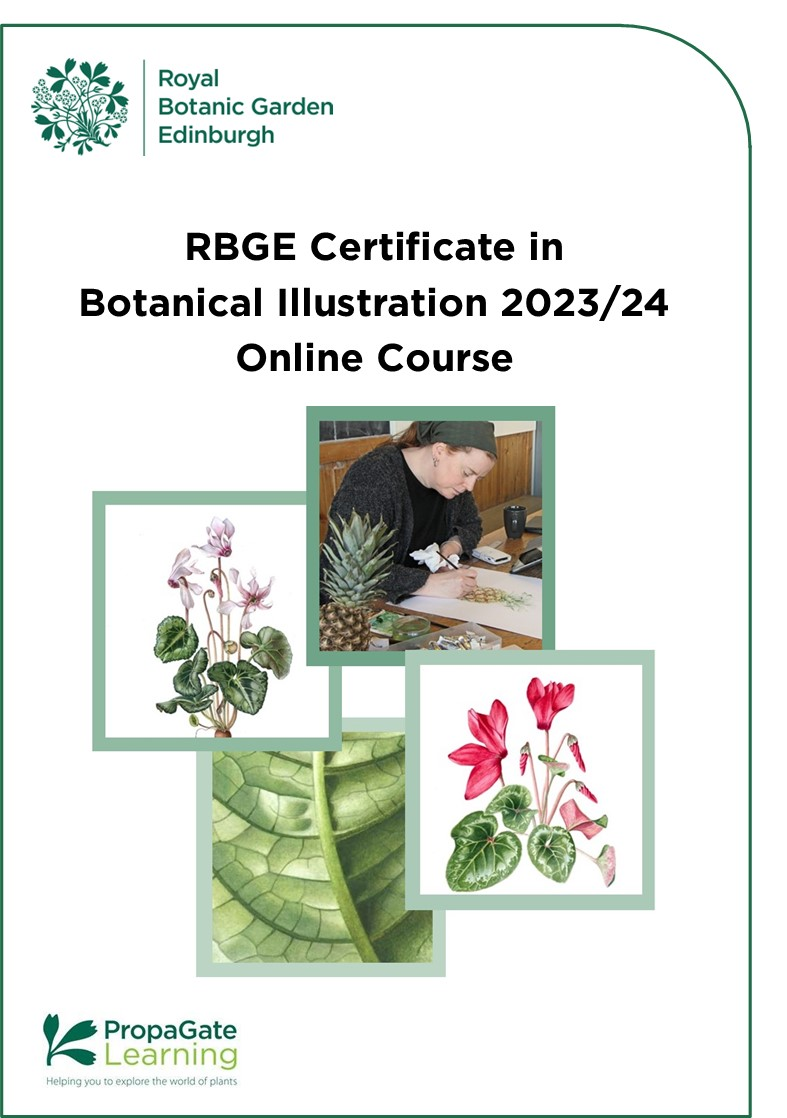 Royal
Botanic Garden
Edinburgh
RBGE Certificate in
Botanical Illustration 2023/24
Online Course
PropaGate
Learning
Helping you to explore the world of plants